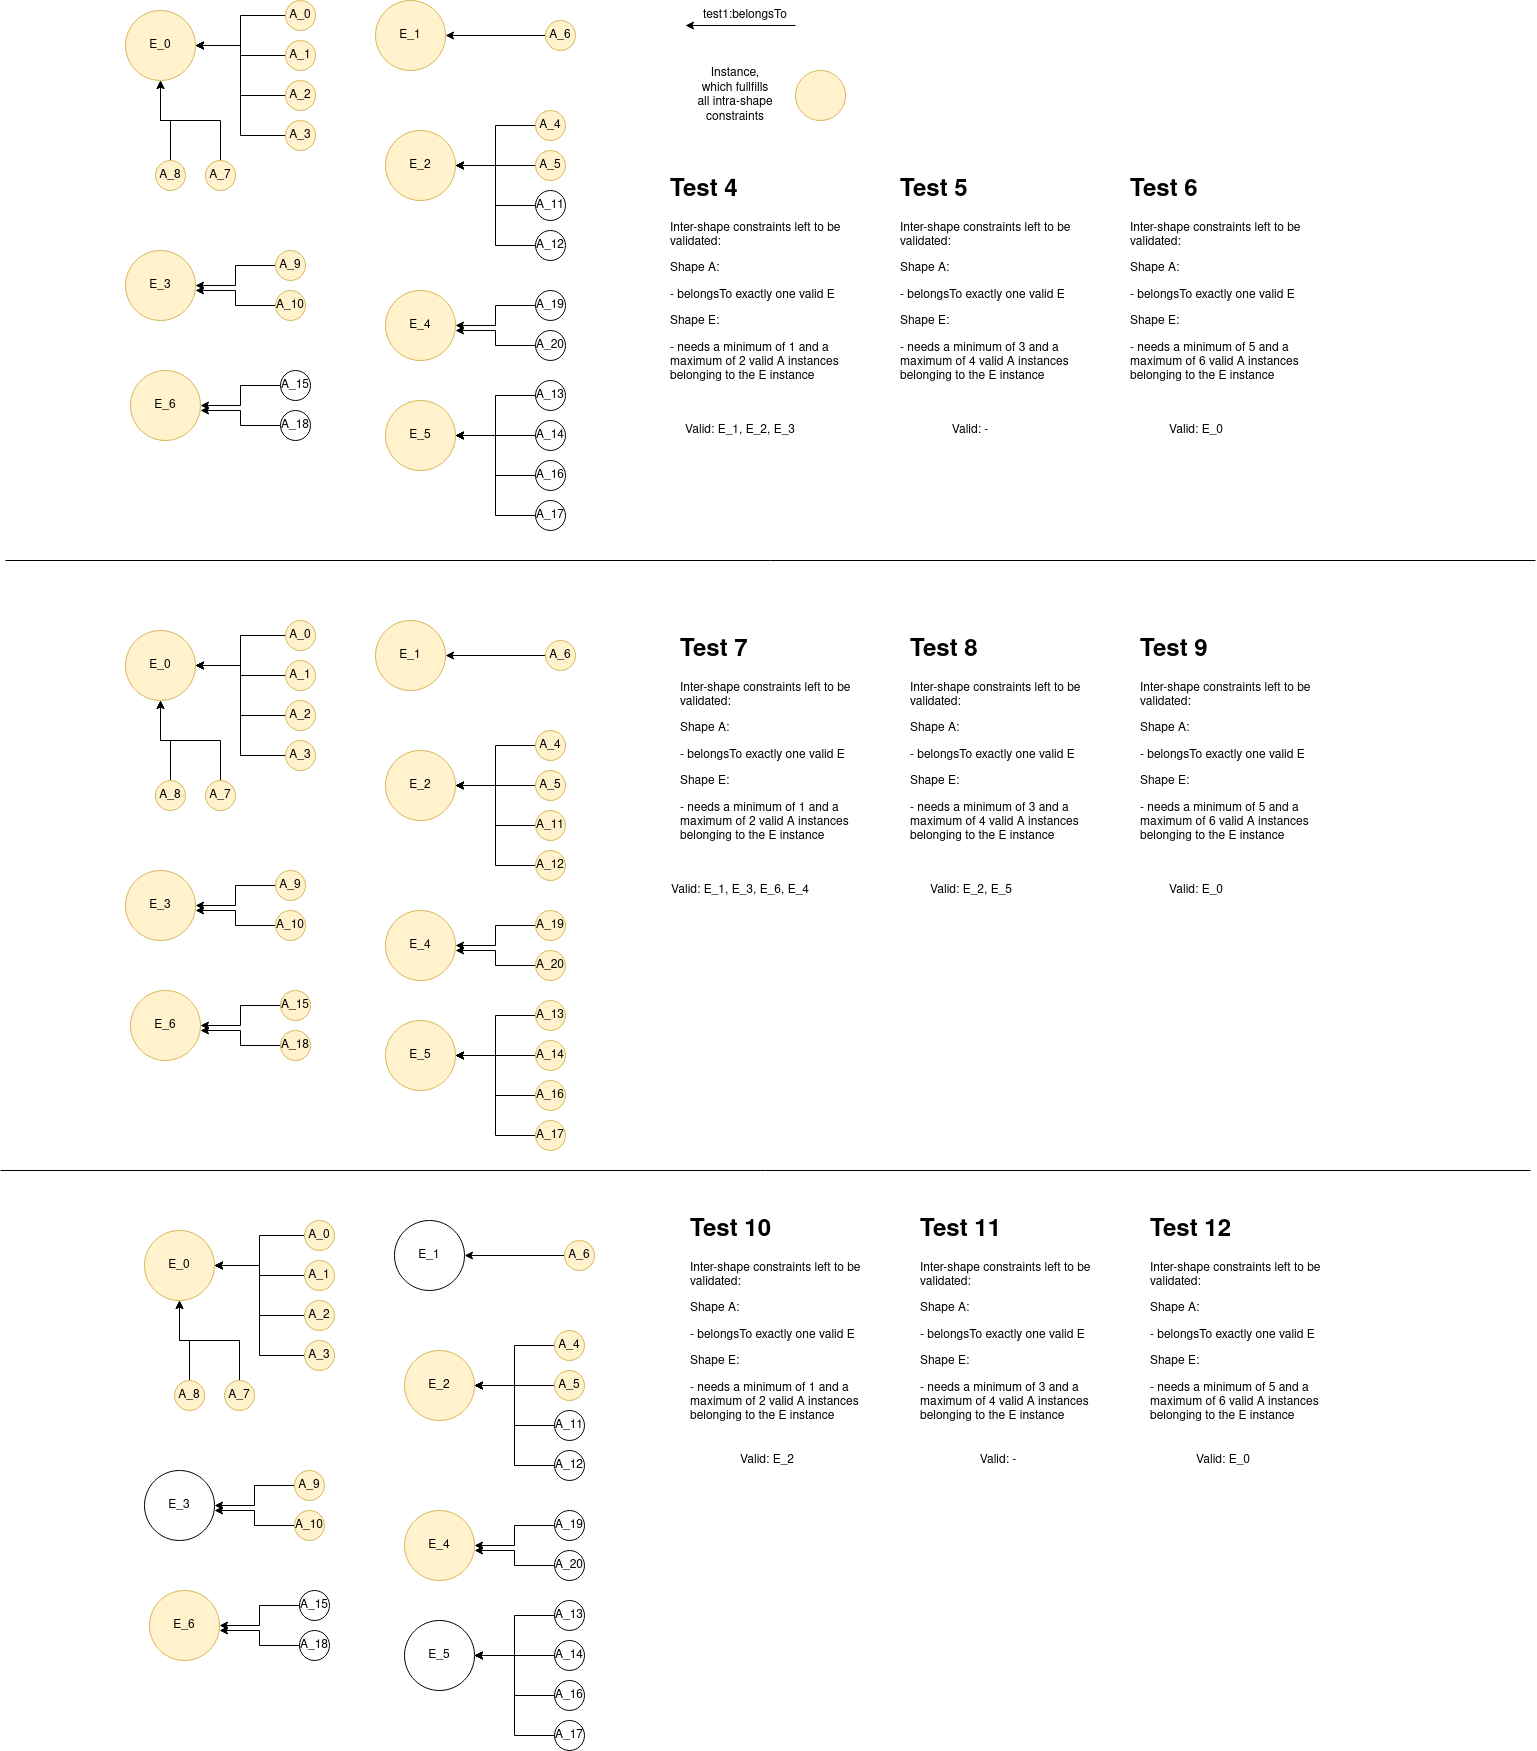 test1:belongsTo
Instance,
which fullfills
all intra-shape
constraints
E_0
A_0
A_1
A_2
A_3
A_8
A_7
E_1
A_6
E_2
A_4
A_5
A_11
A_12
E_3
A_9
A_10
E_4
A_19
A_20
E_6
A_15
A_18
E_5
A_13
A_14
A_16
A_17
Test 4
Inter-shape constraints left to be
validated:
Shape A:
- belongsTo exactly one valid E
Shape E:
- needs a minimum of 1 and a
maximum of 2 valid A instances
belonging to the E instance
Valid: E_1, E_2, E_3
Test 5
Inter-shape constraints left to be
validated:
Shape A:
- belongsTo exactly one valid E
Shape E:
- needs a minimum of 3 and a
maximum of 4 valid A instances
belonging to the E instance
Valid: -
Test 6
Inter-shape constraints left to be
validated:
Shape A:
- belongsTo exactly one valid E
Shape E:
- needs a minimum of 5 and a
maximum of 6 valid A instances
belonging to the E instance
Valid: E_0
E_0
A_0
A_1
A_2
A_3
A_8
A_7
E_1
A_6
E_2
A_4
A_5
A_11
A_12
E_3
A_9
A_10
E_4
A_19
A_20
E_6
A_15
A_18
E_5
A_13
A_14
A_16
A_17
Test 7
Inter-shape constraints left to be
validated:
Shape A:
- belongsTo exactly one valid E
Shape E:
- needs a minimum of 1 and a
maximum of 2 valid A instances
belonging to the E instance
Valid: E_1, E_3, E_6, E_4
Test 8
Inter-shape constraints left to be
validated:
Shape A:
- belongsTo exactly one valid E
Shape E:
- needs a minimum of 3 and a
maximum of 4 valid A instances
belonging to the E instance
Valid: E_2, E_5
Test 9
Inter-shape constraints left to be
validated:
Shape A:
- belongsTo exactly one valid E
Shape E:
- needs a minimum of 5 and a
maximum of 6 valid A instances
belonging to the E instance
Valid: E_0
E_0
A_0
A_1
A_2
A_3
A_8
A_7
E_1
A_6
E_2
A_4
A_5
A_11
A_12
E_3
A_9
A_10
E_4
A_19
A_20
E_6
A_15
A_18
E_5
A_13
A_14
A_16
A_17
Test 10
Inter-shape constraints left to be
validated:
Shape A:
- belongsTo exactly one valid E
Shape E:
- needs a minimum of 1 and a
maximum of 2 valid A instances
belonging to the E instance
Valid: E_2
Test 11
Inter-shape constraints left to be
validated:
Shape A:
- belongsTo exactly one valid E
Shape E:
- needs a minimum of 3 and a
maximum of 4 valid A instances
belonging to the E instance
Valid: -
Test 12
Inter-shape constraints left to be
validated:
Shape A:
- belongsTo exactly one valid E
Shape E:
- needs a minimum of 5 and a
maximum of 6 valid A instances
belonging to the E instance
Valid: E_0